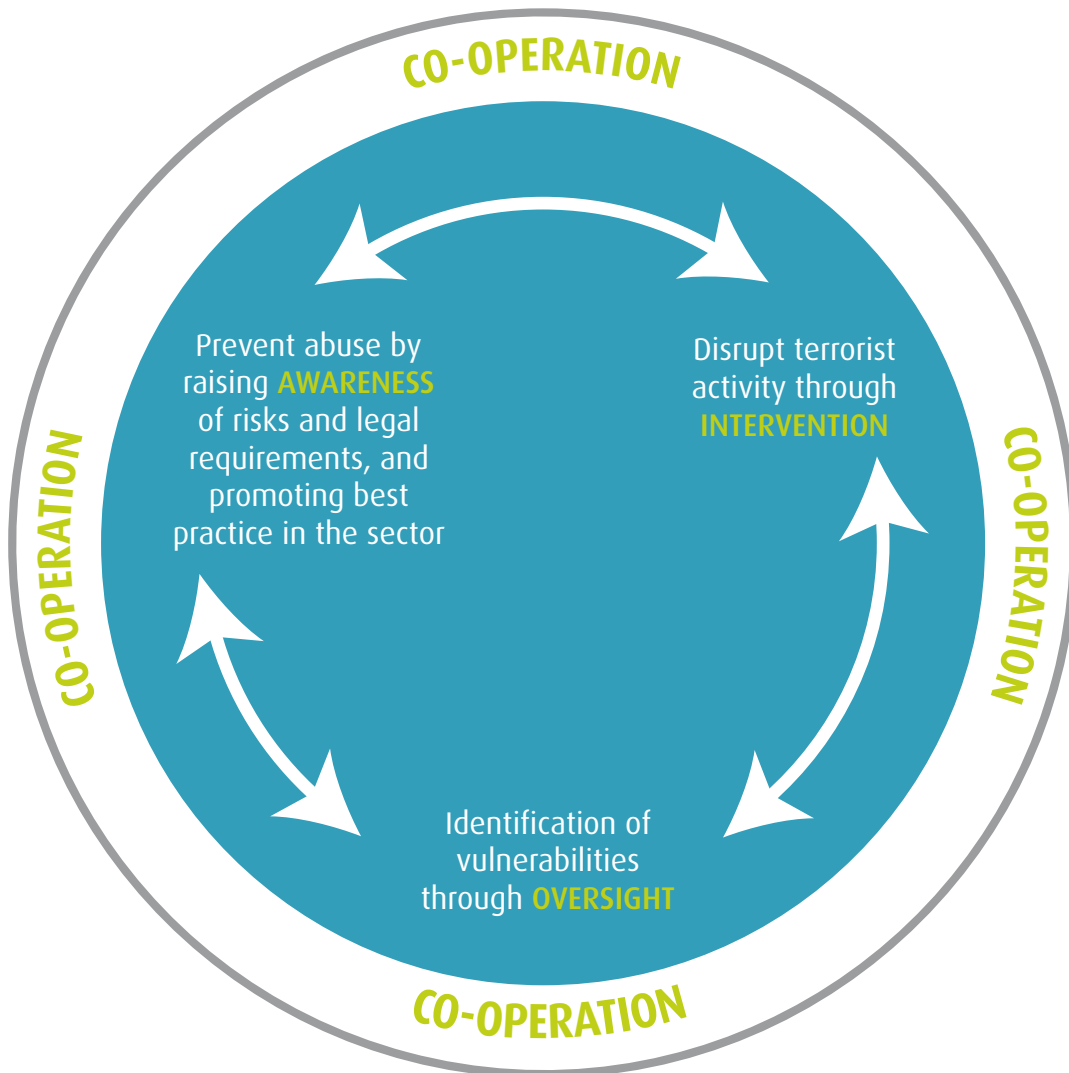 CO-OPERATION
Prevent abuse by
raising AWARENESS
of risks and legal
requirements, and
promoting best
practice in the sector
Disrupt terrorist
activity through
INTERVENTION
CO-OPERATION
CO-OPERATION
Identification of
vulnerabilities
through OVERSIGHT
CO-OPERATION